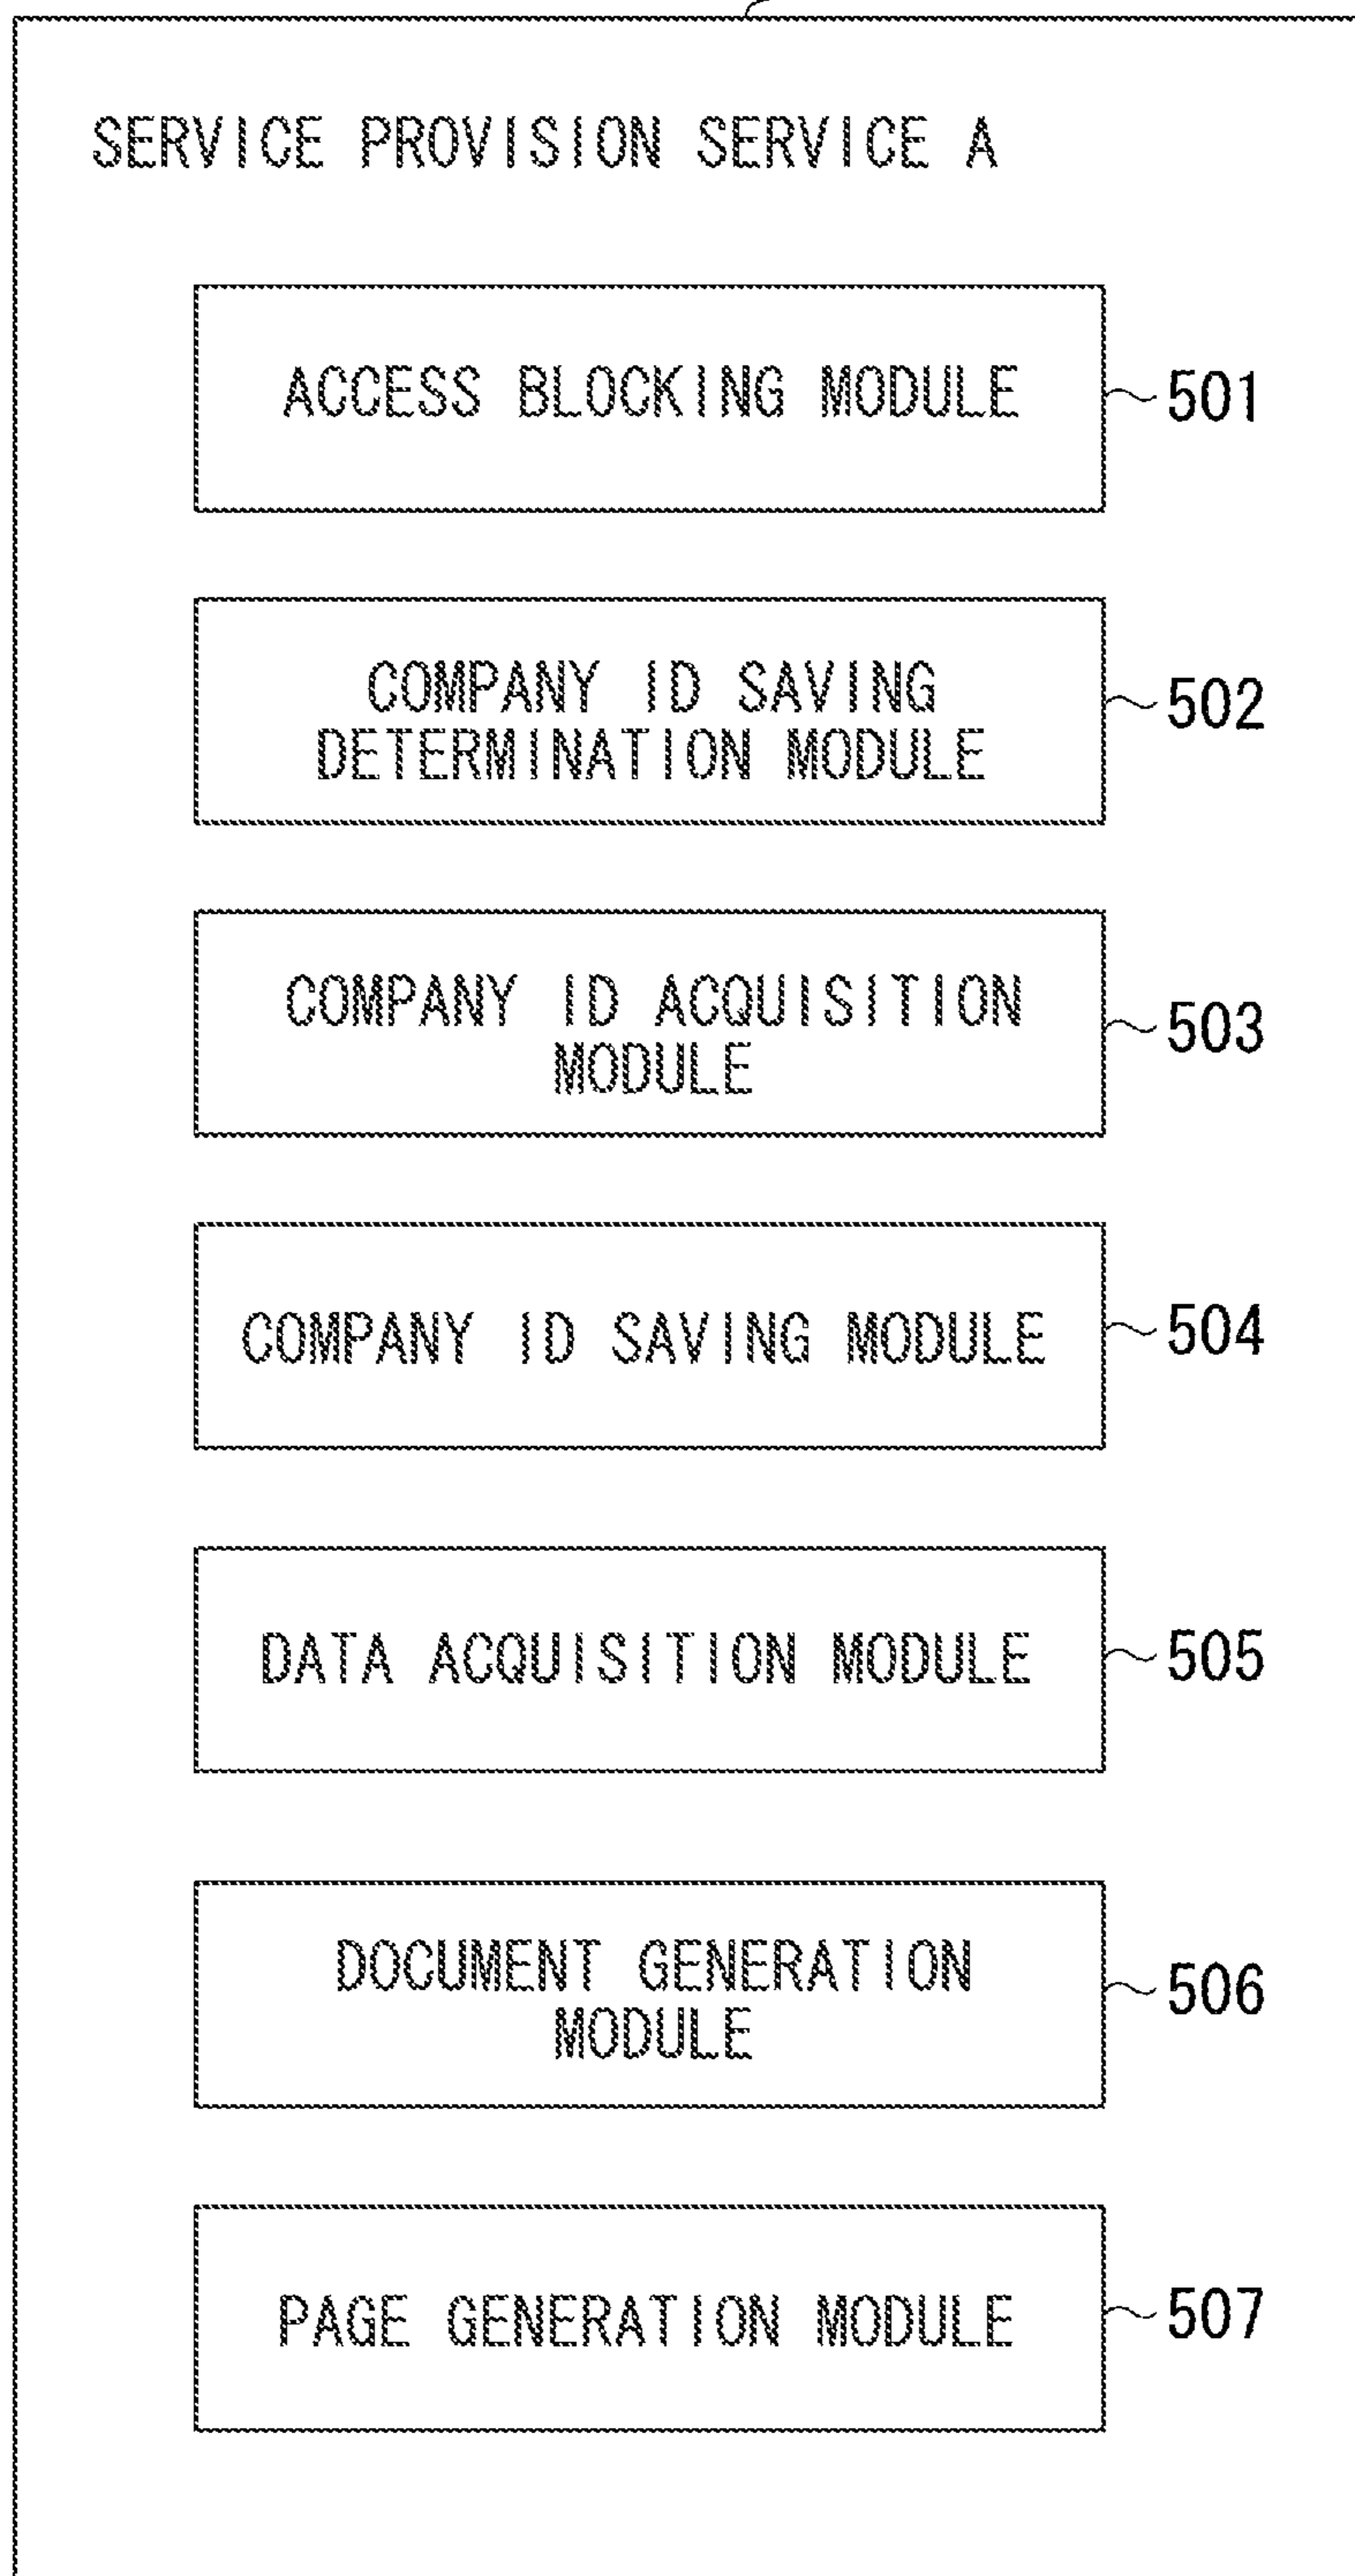 SERVICE PROVISION SERVICE A
ACCESS BLOCKING MODULE
501
COMPANY ID SAVING
DETERMINATION MODULE
502
COMPANY ID ACQUISITION
MODULE
503
COMPANY ID SAVING MODULE
504
DATA ACQUISITION MODULE
505
DOCUMENT GENERATION
MODULE
506
PAGE GENERATION MODULE
507